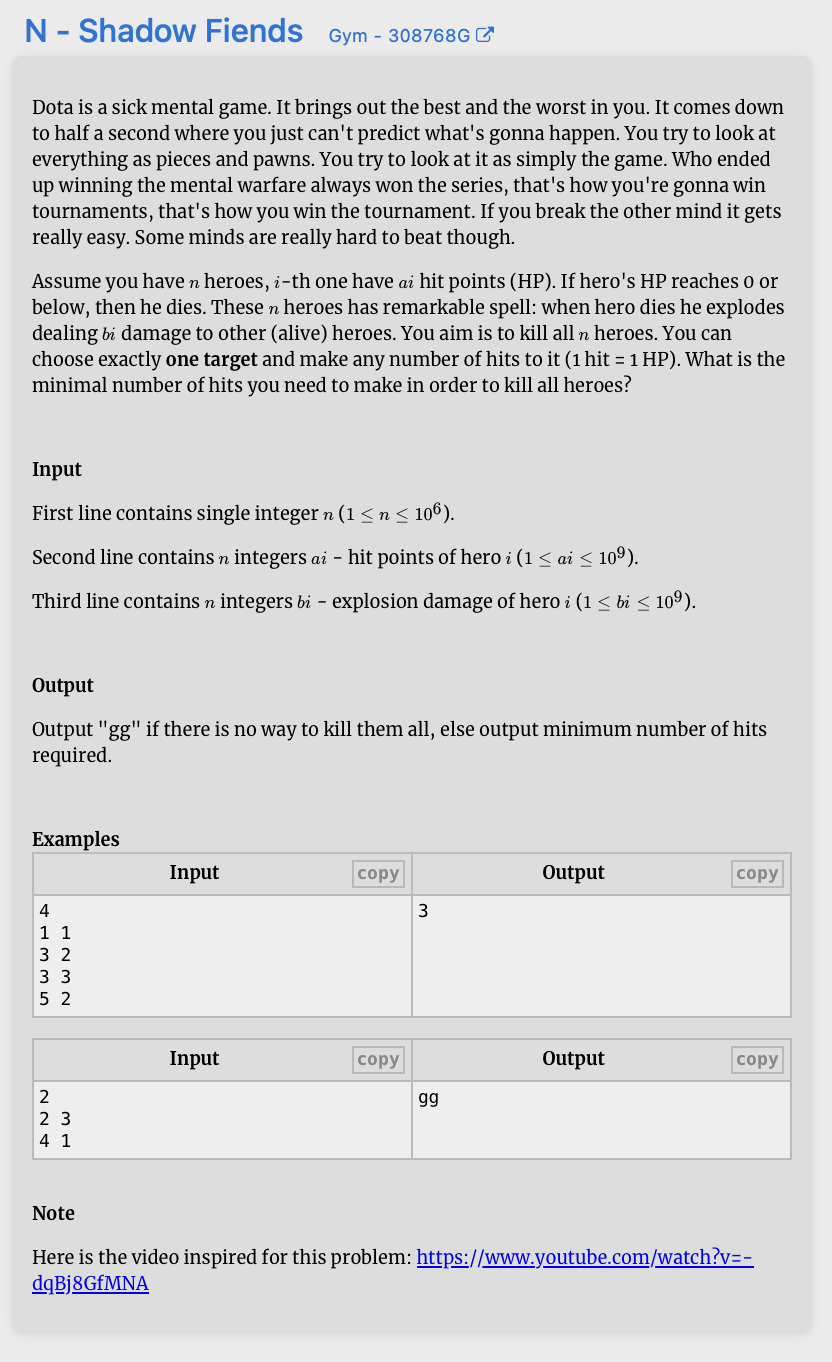 N - Shadow Fiends Gym - 308768G
Dota is a sick mental game. It brings out the best and the worst in you. It comes down
to half a second where you just can't predict what's gonna happen. You try to look at
everything as pieces and pawns. You try to look at it as simply the game. Who ended
up winning the mental warfare always won the series, that's how you're gonna win
tournaments, that's how you win the tournament. If you break the other mind it gets
really easy. Some minds are really hard to beat though.
Assume you have n heroes, i-th one have ai hit points (HP). If hero's HP reaches 0 or
below, then he dies. These n heroes has remarkable spell: when hero dies he explodes
dealing bi damage to other (alive) heroes. You aim is to kill all n heroes. You can
choose exactly one target and make any number of hits to it (1 hit = 1 HP). What is the
minimal number of hits you need to make in order to kill all heroes?
Input
First line contains single integer n (1 ≤ n ≤ 10^6).
Second line contains n integers ai - hit points of hero i (1 ≤ ai ≤ 10^9).
Third line contains n integers bi - explosion damage of hero i (1 ≤ bi ≤ 10^9).
Output
Output "gg" if there is no way to kill them all, else output minimum number of hits
required.
Examples
Input copy Output copy
4 3
1 1
3 2
3 3
5 2
Input copy Output copy
2 gg
2 3
4 1
Note
Here is the video inspired for this problem: https://www.youtube.com/watch?v=-
dqBj8GfMNA